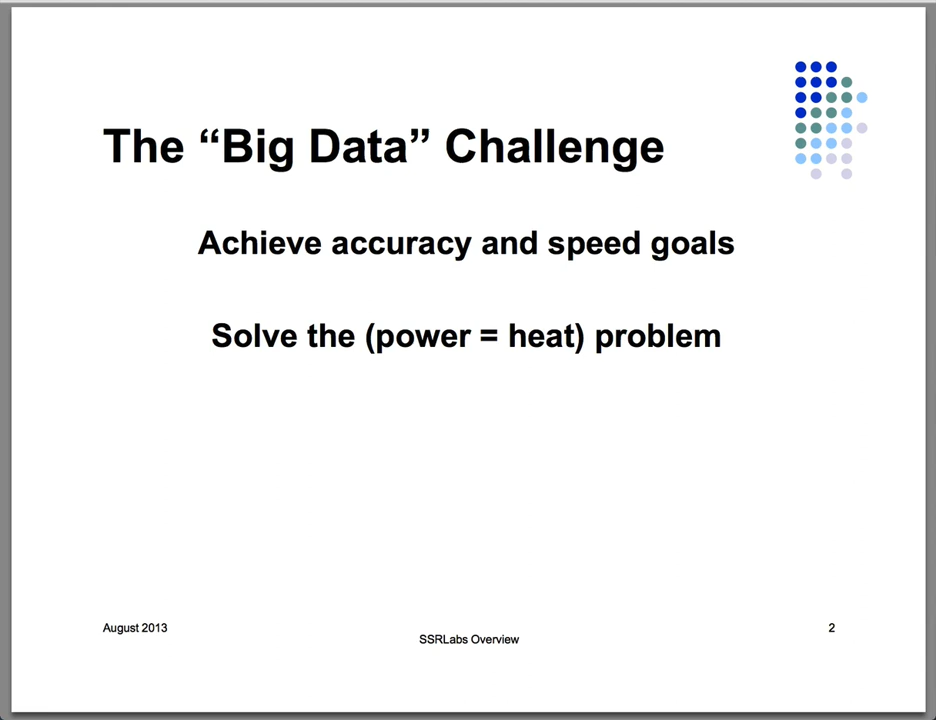 The “Big Data” Challenge
Achieve accuracy and speed goals
Solve the (power = heat) problem
August 2013
SSRLabs Overview
2